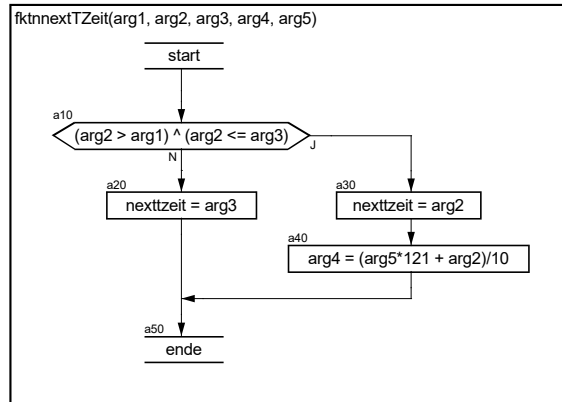 fktnnextTZeit(arg1, arg2, arg3, arg4, arg5)
start
a10
(arg2 > arg1) ^ (arg2 <= arg3)
J
N
a20
nexttzeit = arg3
a30
nexttzeit = arg2
a40
arg4 = (arg5*121 + arg2)/10
a50
ende